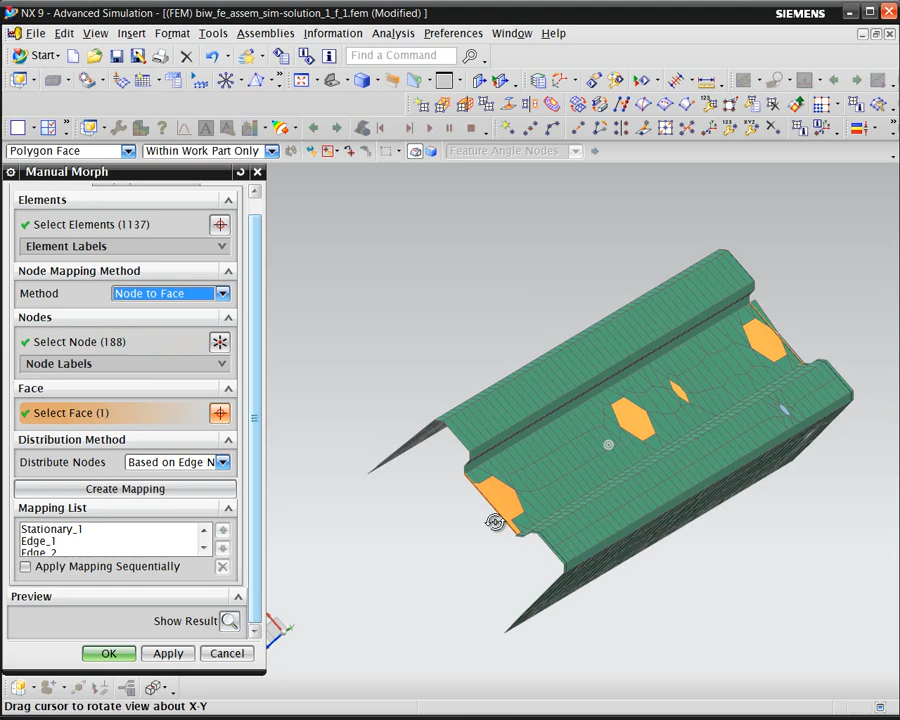 NX 9 - Advanced Simulation - [(FEM) biw_fe_assem_sim-solution_1_f_1.fem (Modified) ]
SIEMENS
File Edit View Insert Format Tools Assemblies Information Analysis Preferences Window Help
Start Find a Command
Polygon Face Within Work Part Only Feature Angle Nodes
Manual Morph
Elements
Select Elements (1137)
Element Labels
Node Mapping Method
Method Node to Face
Nodes
Select Node (188)
Node Labels
Face
Select Face (1)
Distribution Method
Distribute Nodes Based on Edge N
Create Mapping
Mapping List
Stationary_1
Edge_1
Edge_2
Apply Mapping Sequentially
Preview
Show Result
OK Apply Cancel
Drag cursor to rotate view about X-Y